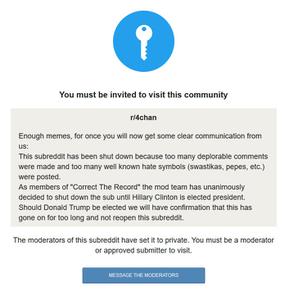 You must be invited to visit this community
r/4chan
Enough memes, for once you will now get some clear communication from
us:
This subreddit has been shut down because too many deplorable comments
were made and too many well known hate symbols (swastikas, pepes, etc.)
were posted.
As members of "Correct The Record" the mod team has unanimously
decided to shut down the sub until Hillary Clinton is elected president.
Should Donald Trump be elected we will have confirmation that this has
gone on for too long and not reopen this subreddit.
The moderators of this subreddit have set it to private. You must be a moderator
or approved submitter to visit.
MESSAGE THE MODERATORS